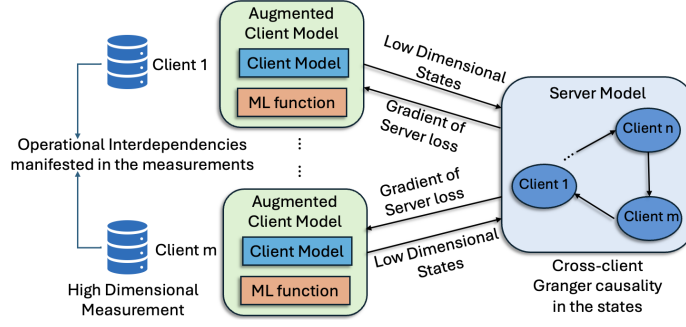 Augmented
Client Model
Client Model
ML function
Client 1
Operational Interdependencies
manifested in the measurements
Low Dimensional
States
Gradient of
Server loss
Server Model
Client n
Client 1
Client m
Cross-client
Granger causality
in the states
Gradient of
Server loss
Low Dimensional
States
Augmented
Client Model
Client Model
ML function
Client m
High Dimensional
Measurement